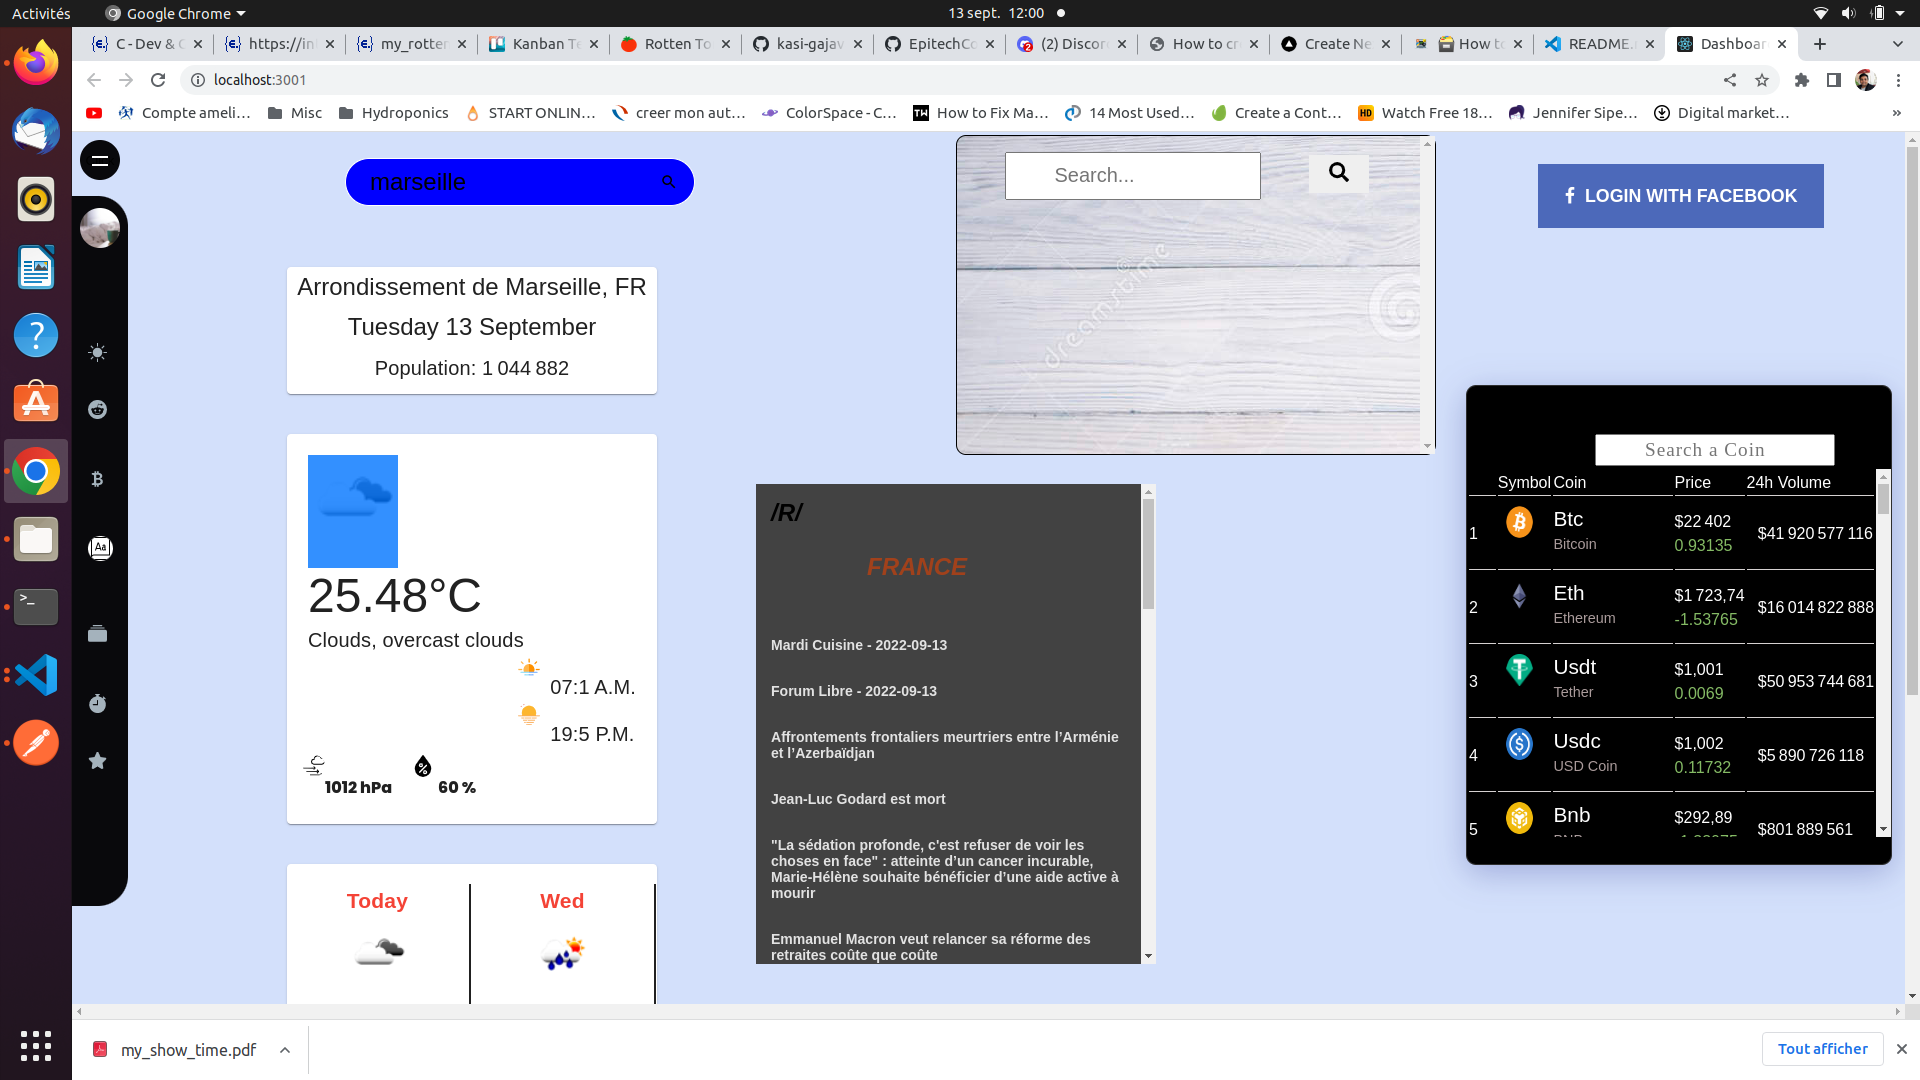 Activités
Google Chrome
13 sept. 12:00
C - Dev & C
https://in
my_rotter
Kanban Te
Rotten To
kasi-gajav
EpitechCo
(2) Discor
How to cr
Create Ne
How to
README.
Dashboar
localhost:3001
Compte ameli…
Misc
Hydroponics
START ONLIN…
creer mon aut…
ColorSpace - C…
How to Fix Ma…
14 Most Used…
Create a Cont…
Watch Free 18…
Jennifer Sipe…
Digital market…
»
marseille
Search...
LOGIN WITH FACEBOOK
Arrondissement de Marseille, FR
Tuesday 13 September
Population: 1 044 882
dreamstime
25.48°C
Clouds, overcast clouds
07:1 A.M.
19:5 P.M.
1012 hPa
60 %
Today
Wed
/R/
FRANCE
Mardi Cuisine - 2022-09-13
Forum Libre - 2022-09-13
Affrontements frontaliers meurtriers entre l’Arménie
et l’Azerbaïdjan
Jean-Luc Godard est mort
"La sédation profonde, c'est refuser de voir les
choses en face" : atteinte d’un cancer incurable,
Marie-Hélène souhaite bénéficier d’une aide active à
mourir
Emmanuel Macron veut relancer sa réforme des
retraites coûte que coûte
Search a Coin
Symbol Coin Price 24h Volume
1 Btc $22 402 $41 920 577 116
Bitcoin 0.93135
2 Eth $1 723,74 $16 014 822 888
Ethereum -1.53765
3 Usdt $1,001 $50 953 744 681
Tether 0.0069
4 Usdc $1,002 $5 890 726 118
USD Coin 0.11732
5 Bnb $292,89 $801 889 561
Aa
my_show_time.pdf
Tout afficher